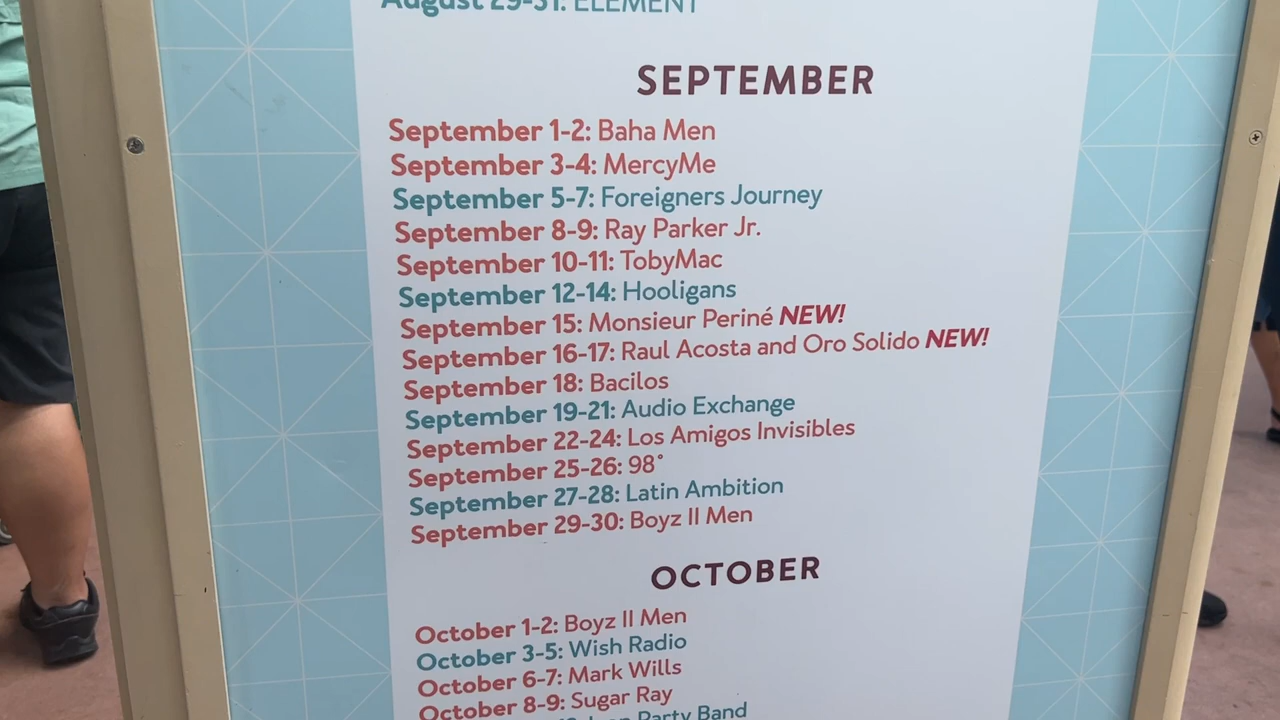 August 29-31: ELEMENT
SEPTEMBER
September 1-2: Baha Men
September 3-4: MercyMe
September 5-7: Foreigners Journey
September 8-9: Ray Parker Jr.
September 10-11: TobyMac
September 12-14: Hooligans
September 15: Monsieur Periné NEW!
September 16-17: Raul Acosta and Oro Solido NEW!
September 18: Bacilos
September 19-21: Audio Exchange
September 22-24: Los Amigos Invisibles
September 25-26: 98°
September 27-28: Latin Ambition
September 29-30: Boyz II Men
OCTOBER
October 1-2: Boyz II Men
October 3-5: Wish Radio
October 6-7: Mark Wills
October 8-9: Sugar Ray
Party Band